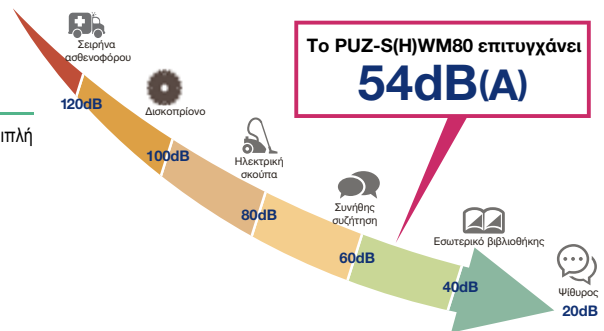 Σειρήνα
ασθενοφόρου
120dB
Δισκοπρίονο
100dB
Ηλεκτρική
σκούπα
80dB
Συνήθης
συζήτηση
60dB
Εσωτερικό βιβλιοθήκης
40dB
Ψίθυρος
20dB
Το PUZ-S(H)WM80 επιτυγχάνει
54dB(A)
ιπλή